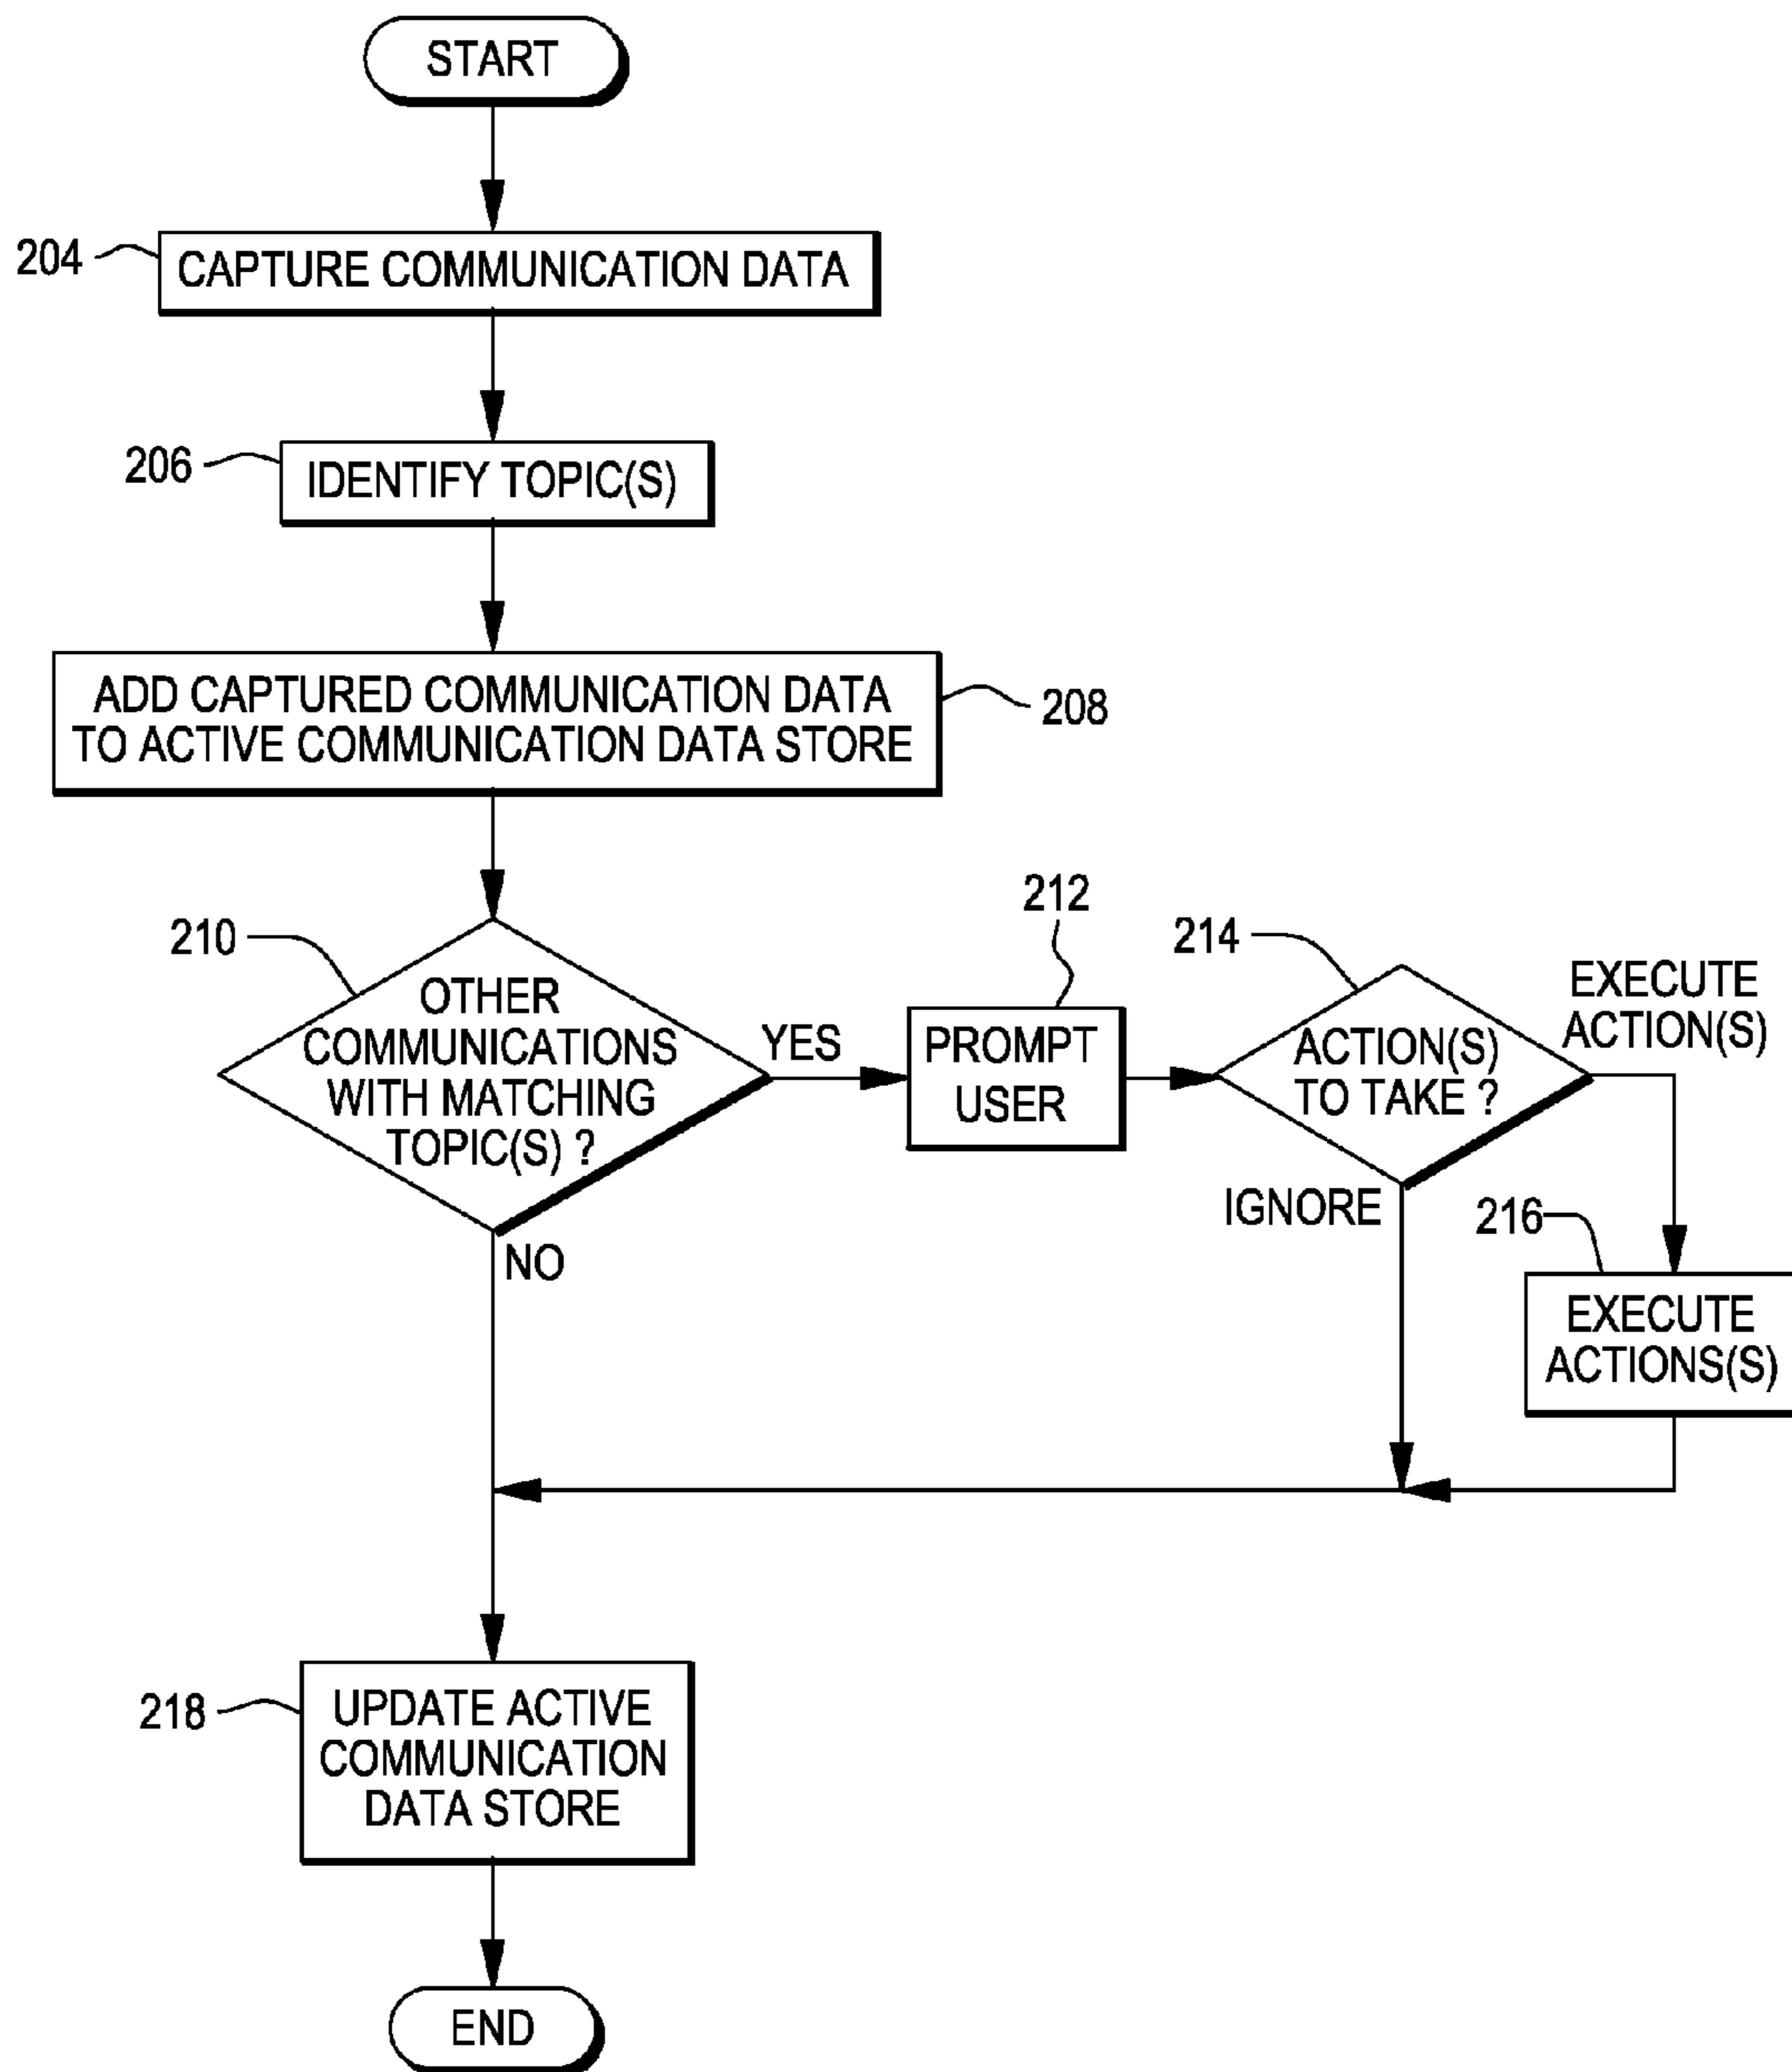 START
204
CAPTURE COMMUNICATION DATA
206
IDENTIFY TOPIC(S)
ADD CAPTURED COMMUNICATION DATA
TO ACTIVE COMMUNICATION DATA STORE
208
210
OTHER
COMMUNICATIONS
WITH MATCHING
TOPIC(S) ?
YES
NO
212
PROMPT
USER
214
ACTION(S)
TO TAKE ?
EXECUTE
ACTION(S)
IGNORE
216
EXECUTE
ACTIONS(S)
218
UPDATE ACTIVE
COMMUNICATION
DATA STORE
END